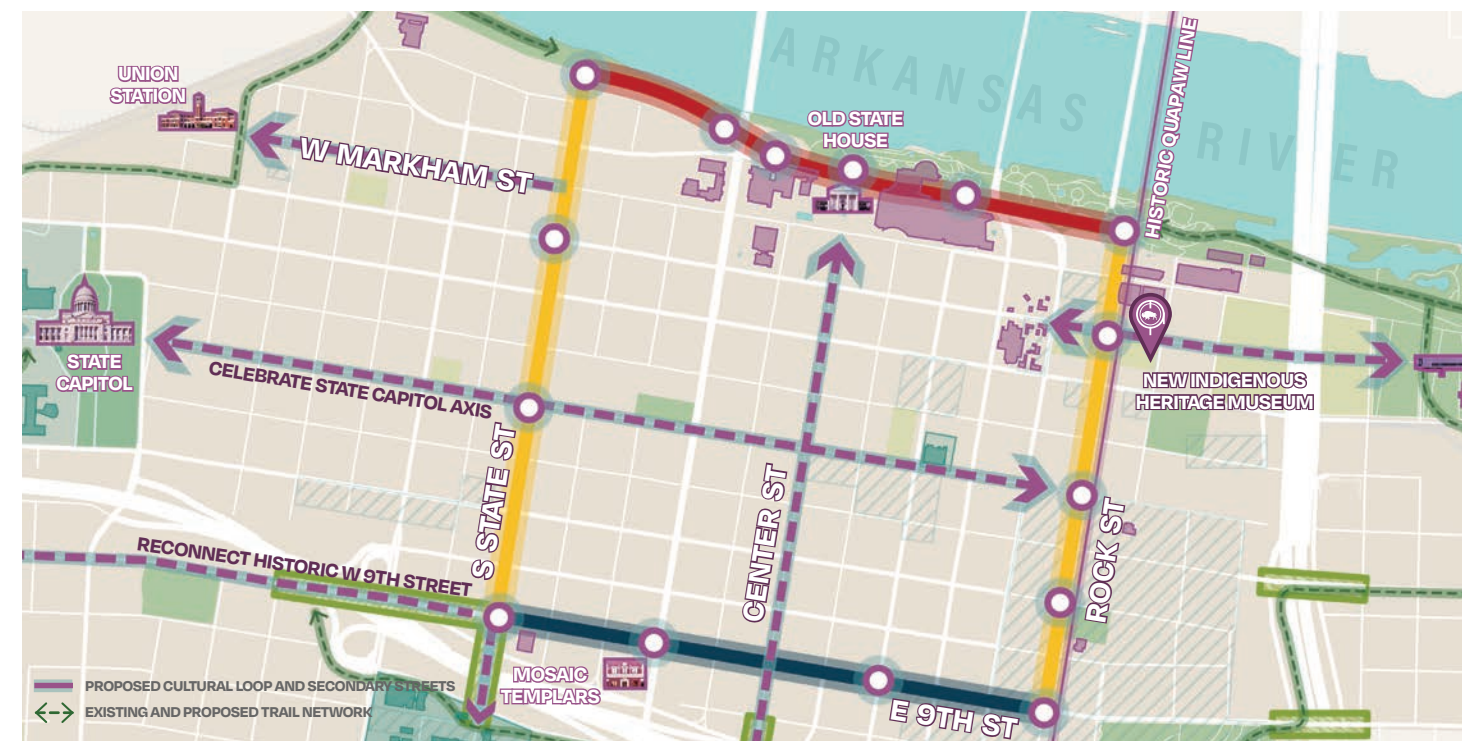 UNION
STATION
ARKANSAS RIVER
HISTORIC QUAPAW LINE
OLD STATE
HOUSE
W MARKHAM ST
STATE
CAPITOL
CELEBRATE STATE CAPITOL AXIS
NEW INDIGENOUS
HERITAGE MUSEUM
S STATE ST
CENTER ST
ROCK ST
RECONNECT HISTORIC W 9TH STREET
MOSAIC
TEMPLARS
E 9TH ST
PROPOSED CULTURAL LOOP AND SECONDARY STREETS
EXISTING AND PROPOSED TRAIL NETWORK